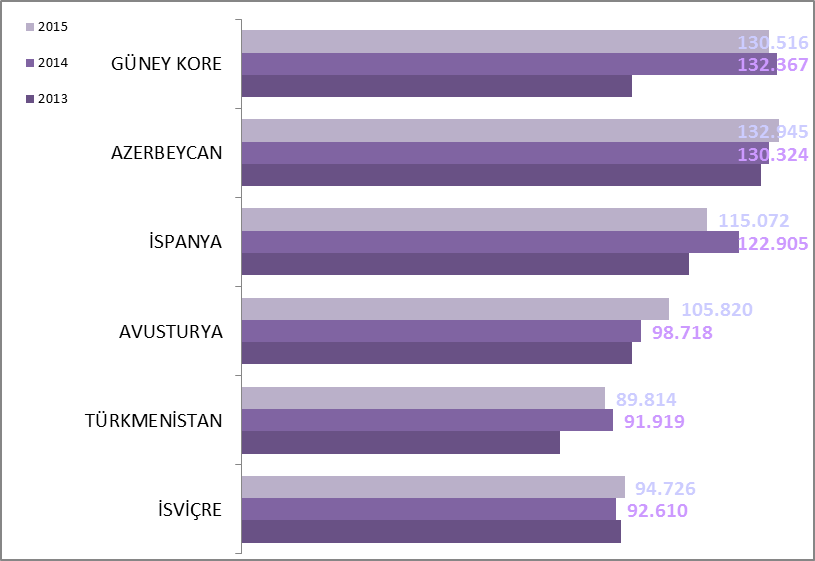 2015
2014
2013
GÜNEY KORE
130.516
132.367
AZERBEYCAN
132.945
130.324
İSPANYA
115.072
122.905
AVUSTURYA
105.820
98.718
TÜRKMENİSTAN
89.814
91.919
İSVİÇRE
94.726
92.610